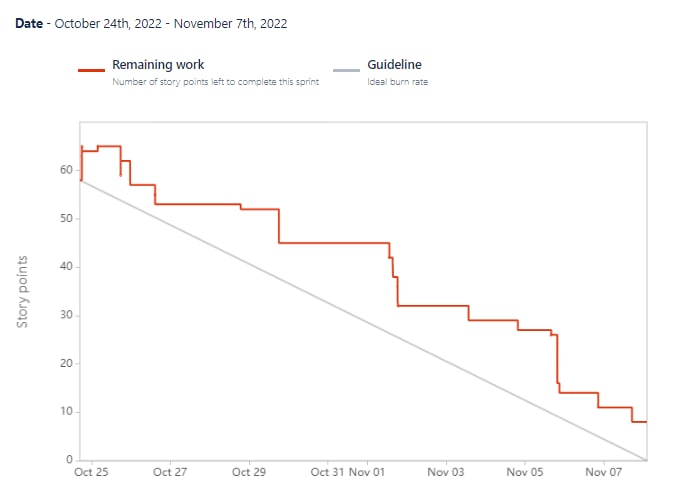 Date - October 24th, 2022 - November 7th, 2022
Remaining work
Number of story points left to complete this sprint
Guideline
Ideal burn rate
Story points
60
50
40
30
20
10
0
Oct 25 Oct 27 Oct 29 Oct 31 Nov 01 Nov 03 Nov 05 Nov 07